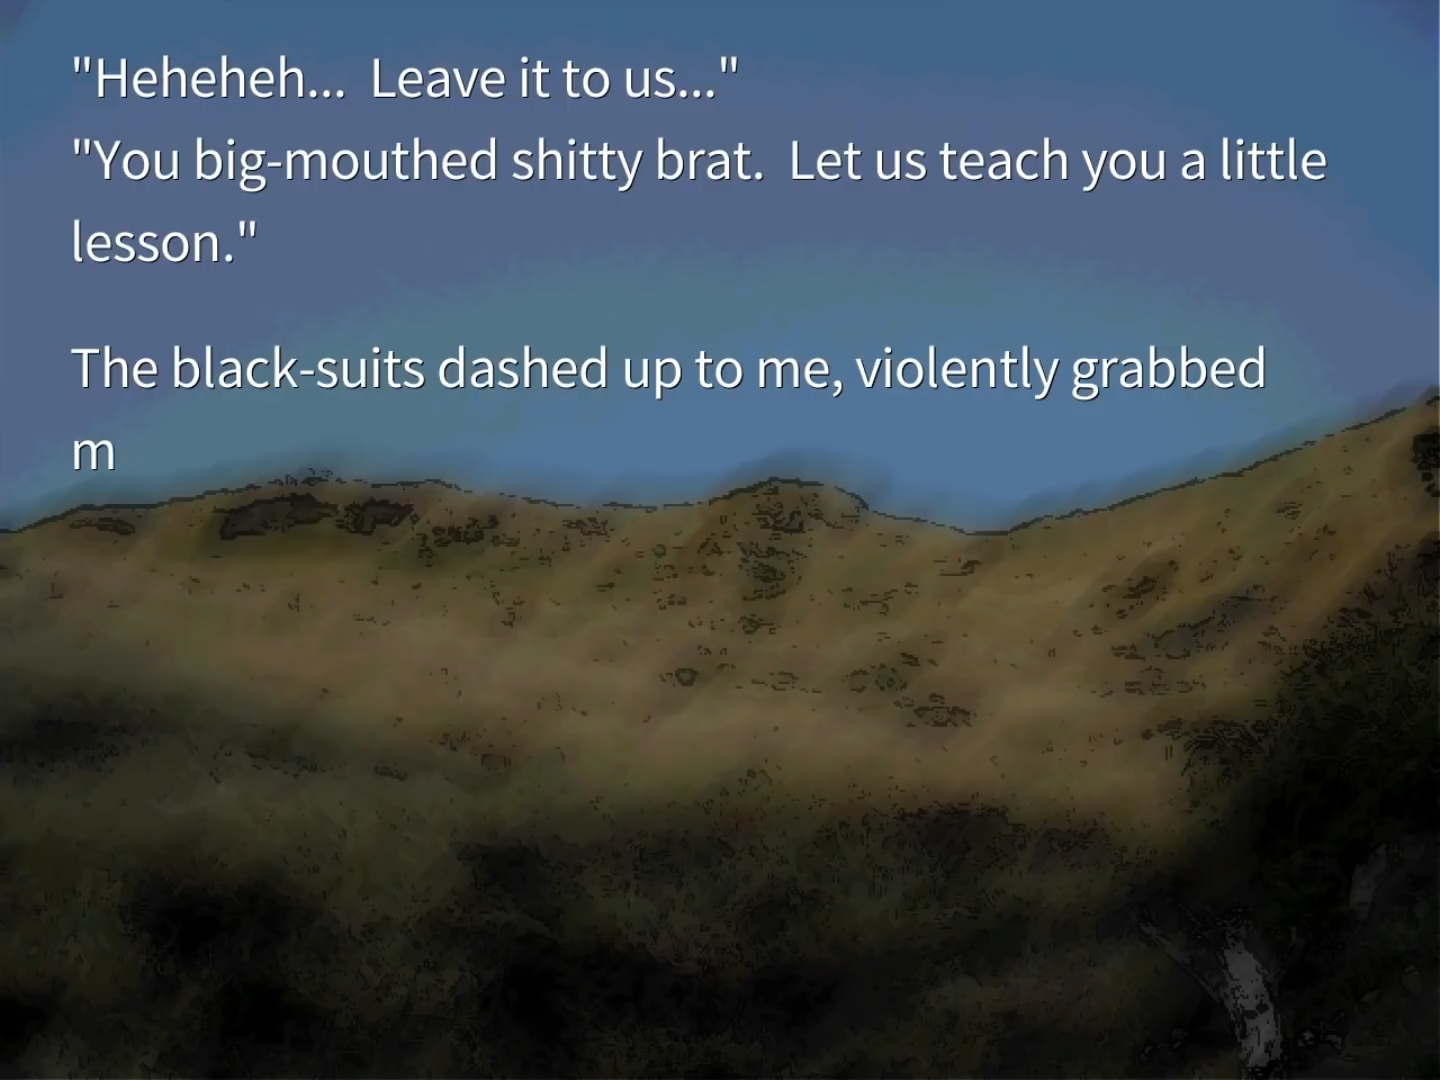 "Heheheh...  Leave it to us..."
"You big-mouthed shitty brat.  Let us teach you a little
lesson."
The black-suits dashed up to me, violently grabbed
m